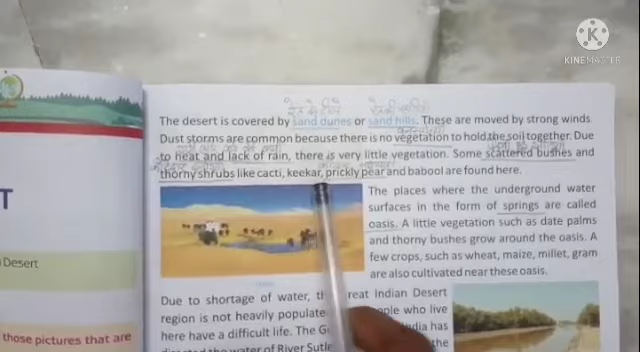 KINEMASTER
The desert is covered by sand dunes or sand hills. These are moved by strong winds.
Dust storms are common because there is no vegetation to hold the soil together. Due
to heat and lack of rain, there is very little vegetation. Some scattered bushes and
thorny shrubs like cacti, keekar, prickly pear and babool are found here.
The places where the underground water
surfaces in the form of springs are called
oasis. A little vegetation such as date palms
and thorny bushes grow around the oasis. A
few crops, such as wheat, maize, millet, gram
are also cultivated near these oasis.
T
Desert
those pictures that are
Due to shortage of water, Great Indian Desert
region is not heavily who live
here have a difficult life. The has
the water of River the